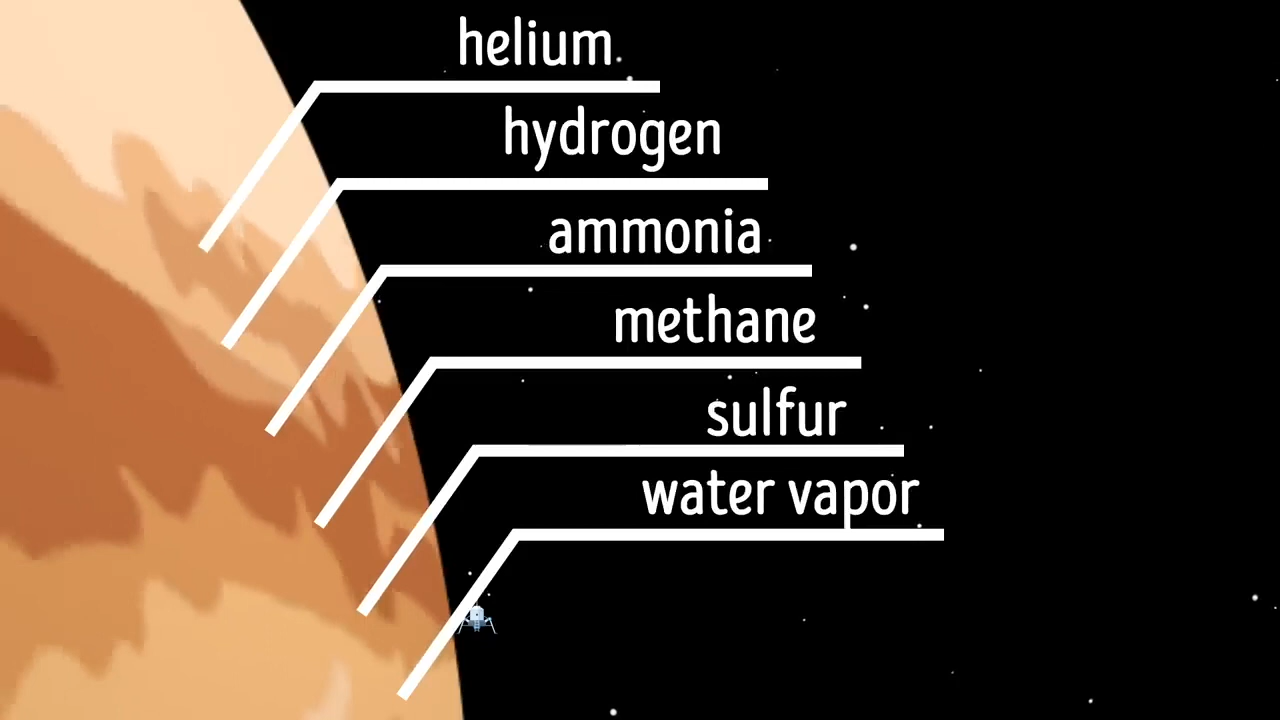 helium
hydrogen
ammonia
methane
sulfur
water vapor